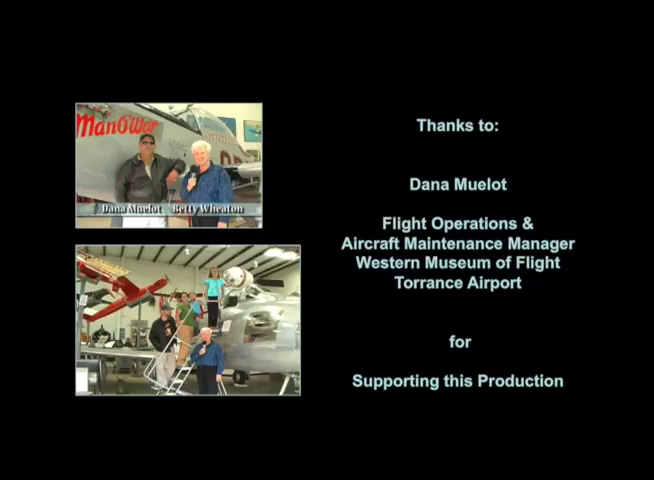 ManOWar
Dana Muelot Betty Wheaton
Thanks to:
Dana Muelot
Flight Operations &
Aircraft Maintenance Manager
Western Museum of Flight
Torrance Airport
for
Supporting this Production